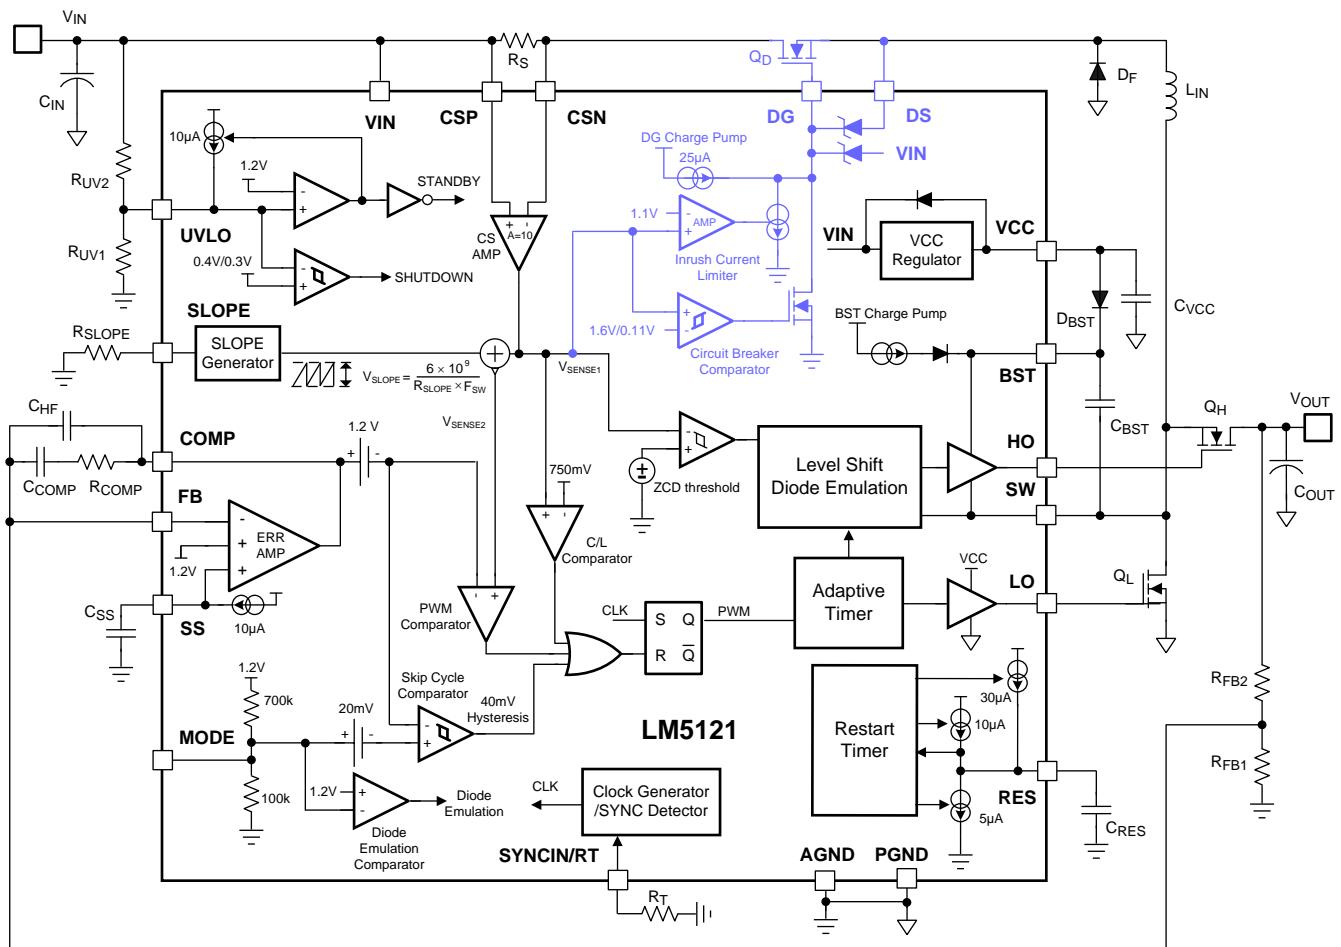 VIN
RS
QD
DF
LIN
CIN
VIN
CSP
CSN
DG
DS
10µA
DG Charge Pump
25µA
VIN
RUV2
1.2V
-
+
STANDBY
1.1V
-
+
AMP
UVLO
+ -
A=10
CS
AMP
Inrush Current
Limiter
VIN
VCC
Regulator
VCC
RUV1
0.4V/0.3V
-
+
SHUTDOWN
DBST
CVCC
SLOPE
RSLOPE
SLOPE
Generator
VSLOPE = 6 × 10^9 / RSLOPE × FSW
+
VSENSE1
+
-
1.6V/0.11V
Circuit Breaker
Comparator
BST Charge Pump
BST
CHF
COMP
1.2 V
+ -
VSENSE2
CBST
QH
VOUT
CCOMP
RCOMP
750mV
-
+
ZCD threshold
Level Shift
Diode Emulation
HO
SW
COUT
FB
-
+
+
ERR
AMP
1.2V
+ -
C/L
Comparator
CSS
SS
10µA
- +
PWM
Comparator
CLK
S Q
R Q
PWM
Adaptive
Timer
VCC
LO
QL
1.2V
700k
20mV
+ -
Skip Cycle
Comparator
-
+
40mV
Hysteresis
LM5121
Restart
Timer
30µA
10µA
RFB2
MODE
100k
1.2V
+
-
Diode
Emulation
Diode
Emulation
Comparator
CLK
Clock Generator
/SYNC Detector
5µA
RES
CRES
RFB1
SYNCIN/RT
RT
AGND
PGND